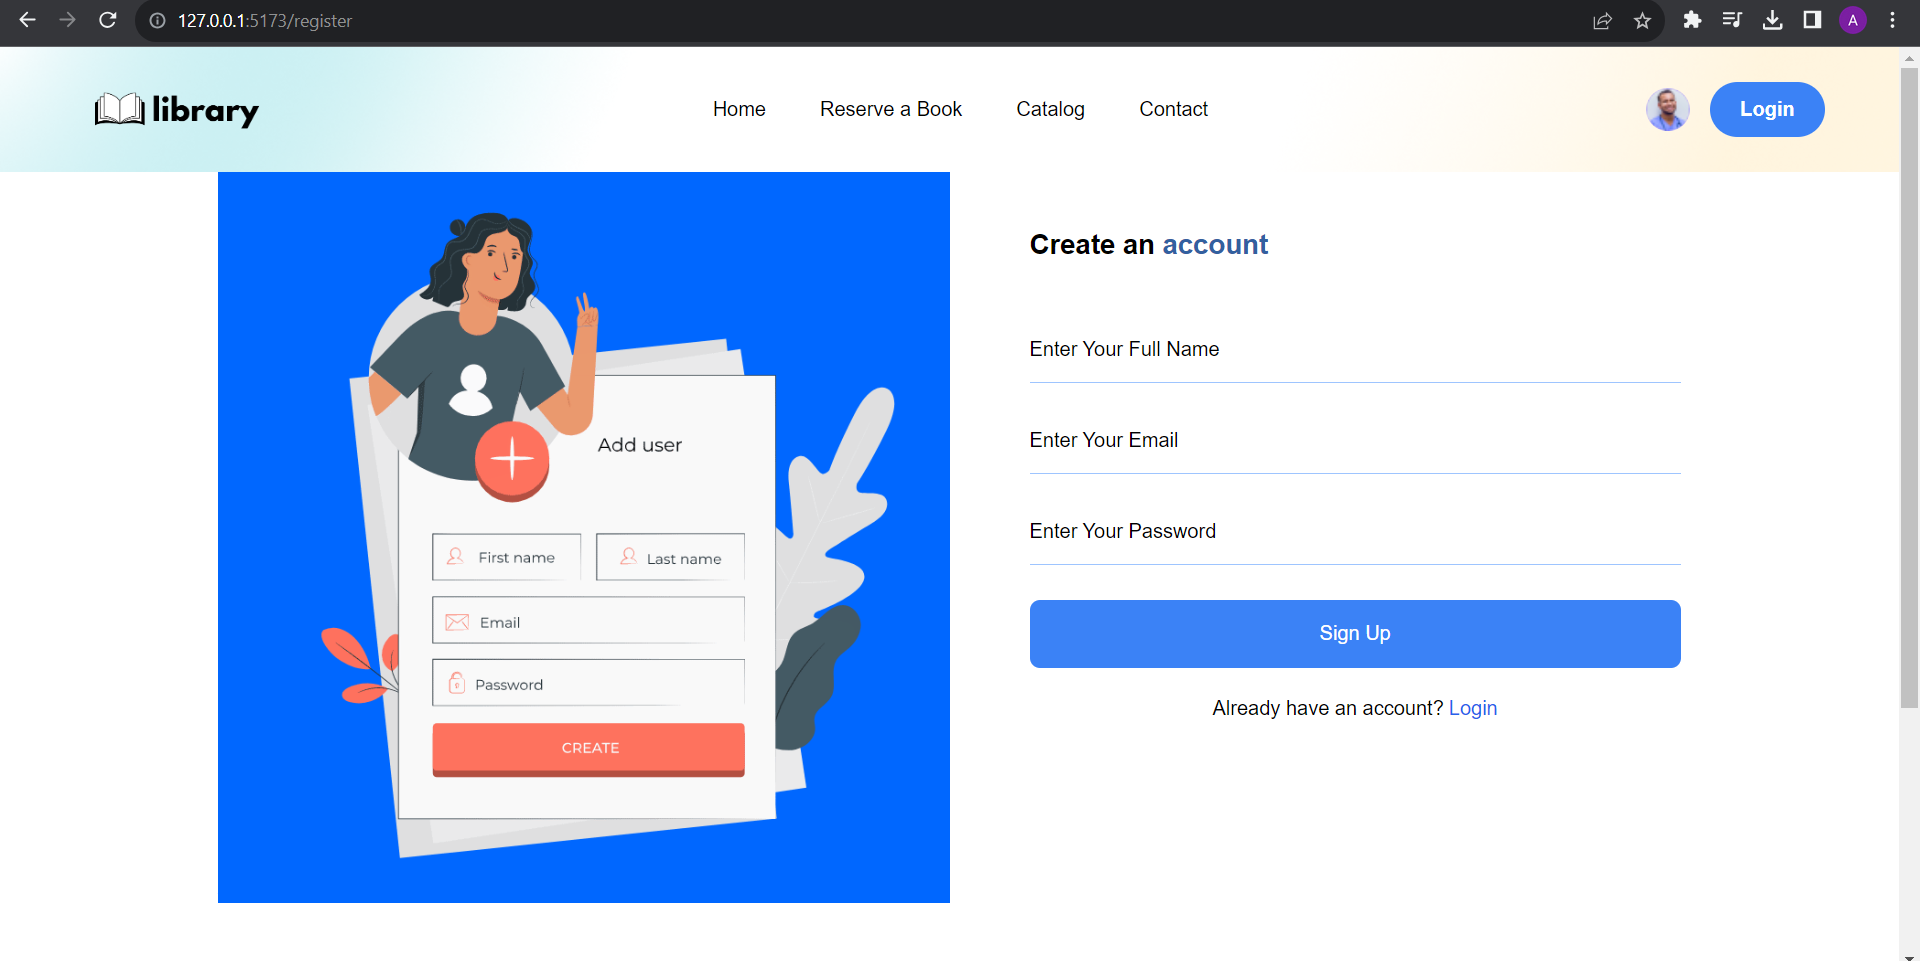 127.0.0.1:5173/register
A
library
Home Reserve a Book Catalog Contact
Login
Create an account
Enter Your Full Name
Enter Your Email
Enter Your Password
Sign Up
Already have an account? Login
Add user
First name Last name
Email
Password
CREATE